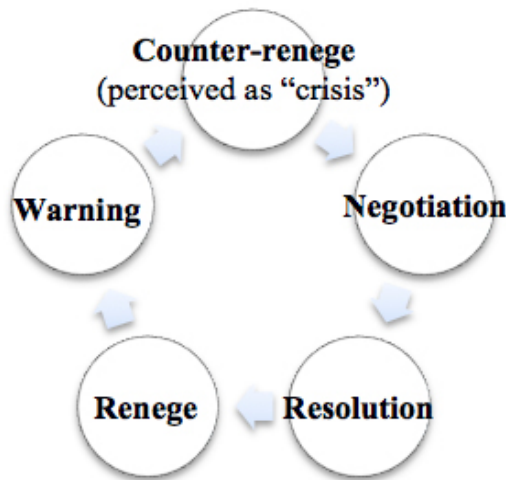 Counter-renege
(perceived as “crisis”)
Negotiation
Resolution
Renege
Warning